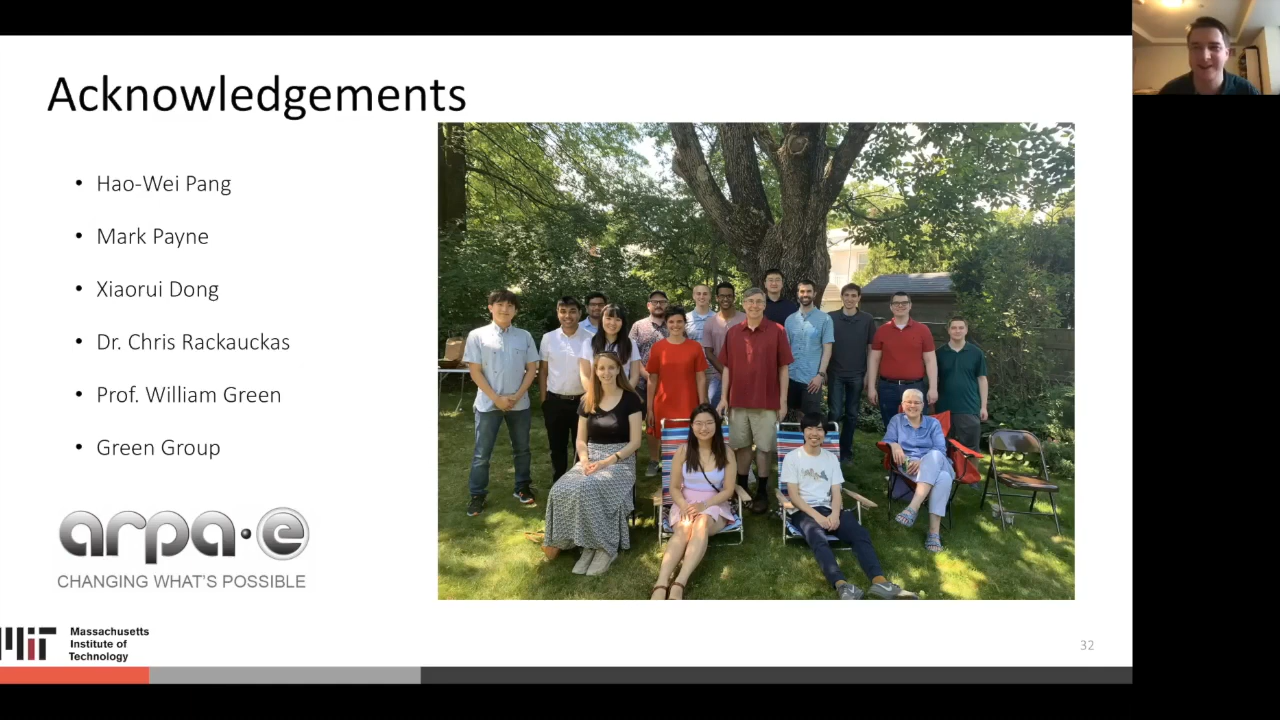 Acknowledgements
• Hao-Wei Pang
• Mark Payne
• Xiaorui Dong
• Dr. Chris Rackauckas
• Prof. William Green
• Green Group
arpa·e
CHANGING WHAT'S POSSIBLE
MIT
Massachusetts
Institute of
Technology
32